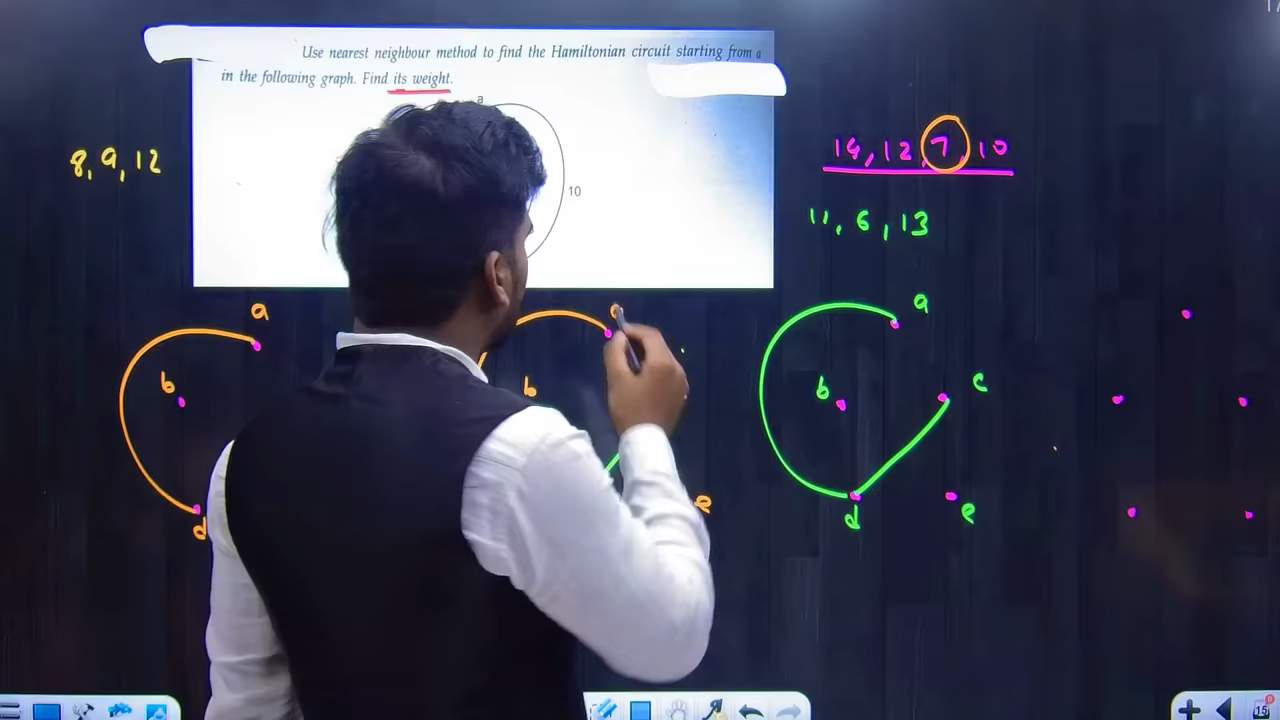 Use nearest neighbour method to find the Hamiltonian circuit starting from a
in the following graph. Find its weight.
a
10
8, 9, 12
14, 12, 7, 10
11, 6, 13
a
b
d
b
e
a
b
c
d
e
15